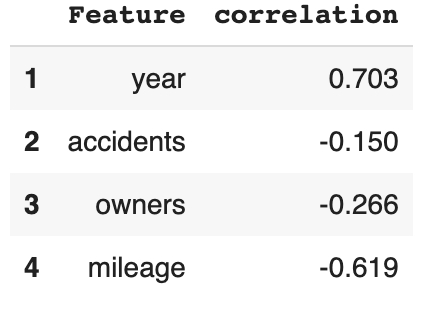 Feature correlation
1 year 0.703
2 accidents -0.150
3 owners -0.266
4 mileage -0.619